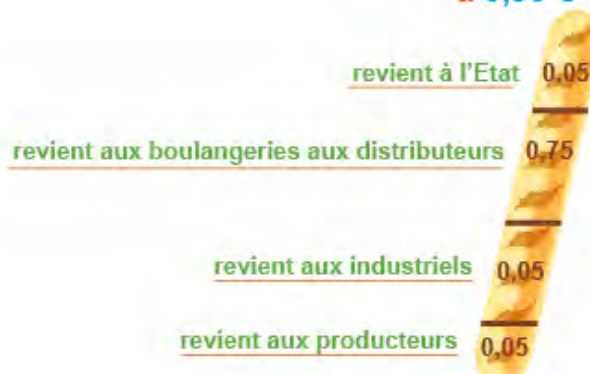 revient à l'Etat 0,05
revient aux boulangeries aux distributeurs 0,75
revient aux industriels 0,05
revient aux producteurs 0,05